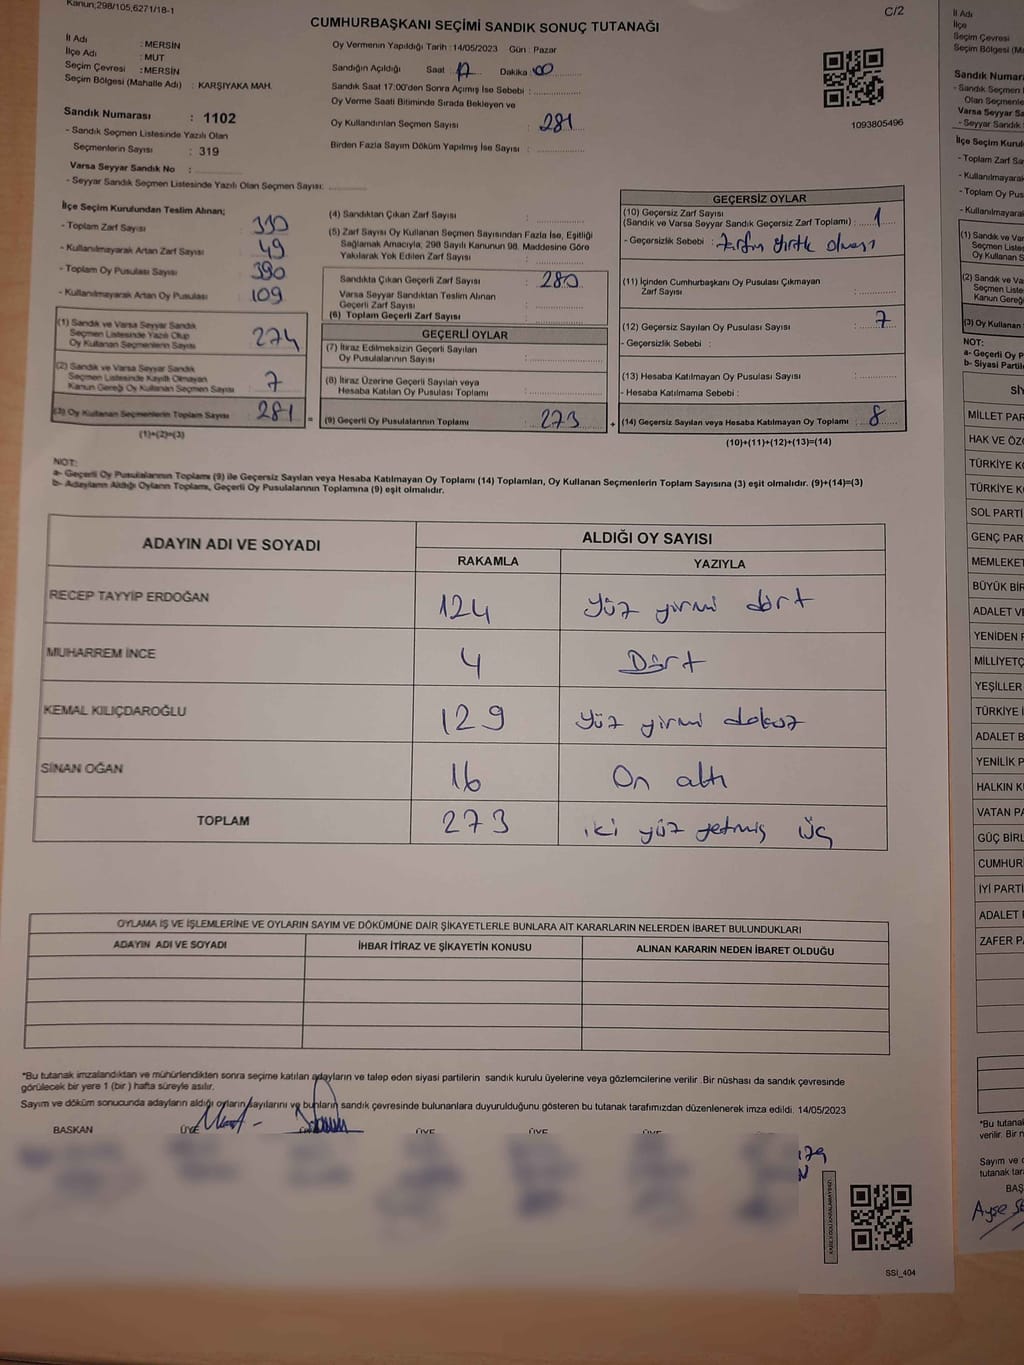 Kanun;298/105,6271/18-1
C/2
CUMHURBAŞKANI SEÇİMİ SANDIK SONUÇ TUTANAĞI
İl Adı : MERSİN
İlçe Adı : MUT
Seçim Çevresi : MERSİN
Seçim Bölgesi (Mahalle Adı) : KARŞIYAKA MAH.
Oy Vermenin Yapıldığı Tarih : 14/05/2023 Gün : Pazar
Sandığın Açıldığı Saat : 17 Dakika : 00
Sandık Saat 17:00'den Sonra Açımış İse Sebebi :
Oy Verme Saati Bitiminde Sırada Bekleyen ve
Oy Kullandırılan Seçmen Sayısı : 281
Birden Fazla Sayım Döküm Yapılmış İse Sayısı :
1093805496
Sandık Numarası : 1102
- Sandık Seçmen Listesinde Yazılı Olan
Seçmenlerin Sayısı : 319
Varsa Seyyar Sandık No :
- Seyyar Sandık Seçmen Listesinde Yazılı Olan Seçmen Sayısı:
İlçe Seçim Kurulundan Teslim Alınan;
- Toplam Zarf Sayısı 330
- Kullanılmayarak Artan Zarf Sayısı 49
- Toplam Oy Pusulası Sayısı 390
- Kullanılmayarak Artan Oy Pusulası 109
(1) Sandık ve Varsa Seyyar Sandık
Seçmen Listesinde Yazılı Olup
Oy Kullanan Seçmenlerin Sayısı 274
(2) Sandık ve Varsa Seyyar Sandık
Seçmen Listesinde Kayıtlı Olmayan
Kanun Gereği Oy Kullanan Seçmen Sayısı 7
(3) Oy Kullanan Seçmenlerin Toplam Sayısı 281 =
(1)+(2)=(3)
(4) Sandıktan Çıkan Zarf Sayısı :
(5) Zarf Sayısı Oy Kullanan Seçmen Sayısından Fazla İse, Eşitliği
Sağlamak Amacıyla, 298 Sayılı Kanunun 98. Maddesine Göre
Yakılarak Yok Edilen Zarf Sayısı :
Sandıkta Çıkan Geçerli Zarf Sayısı : 280
Varsa Seyyar Sandıktan Teslim Alınan
Geçerli Zarf Sayısı :
(6) Toplam Geçerli Zarf Sayısı :
GEÇERLİ OYLAR
(7) İtiraz Edilmeksizin Geçerli Sayılan
Oy Pusulalarının Sayısı :
(8) İtiraz Üzerine Geçerli Sayılan veya
Hesaba Katılan Oy Pusulası Toplamı :
(9) Geçerli Oy Pusulalarının Toplamı : 273 +
GEÇERSİZ OYLAR
(10) Geçersiz Zarf Sayısı
(Sandık ve Varsa Seyyar Sandık Geçersiz Zarf Toplamı) : 1
- Geçersizlik Sebebi : Zarfın yırtık olması
(11) İçinden Cumhurbaşkanı Oy Pusulası Çıkmayan
Zarf Sayısı :
(12) Geçersiz Sayılan Oy Pusulası Sayısı : 7
- Geçersizlik Sebebi :
(13) Hesaba Katılmayan Oy Pusulası Sayısı :
- Hesaba Katılmama Sebebi :
(14) Geçersiz Sayılan veya Hesaba Katılmayan Oy Toplamı : 8
(10)+(11)+(12)+(13)=(14)
NOT:
a- Geçerli Oy Pusulalarının Toplamı (9) ile Geçersiz Sayılan veya Hesaba Katılmayan Oy Toplamı (14) Toplamları, Oy Kullanan Seçmenlerin Toplam Sayısına (3) eşit olmalıdır. (9)+(14)=(3)
b- Adayların Aldığı Oyların Toplamı, Geçerli Oy Pusulalarının Toplamına (9) eşit olmalıdır.
ADAYIN ADI VE SOYADI
ALDIĞI OY SAYISI
RAKAMLA YAZIYLA
RECEP TAYYİP ERDOĞAN 124 Yüz yirmi dört
MUHARREM İNCE 4 Dört
KEMAL KILIÇDAROĞLU 129 Yüz yirmi dokuz
SİNAN OĞAN 16 On altı
TOPLAM 273 iki yüz yetmiş üç
OYLAMA İŞ VE İŞLEMLERİNE VE OYLARIN SAYIM VE DÖKÜMÜNE DAİR ŞİKAYETLERLE BUNLARA AİT KARARLARIN NELERDEN İBARET BULUNDUKLARI
ADAYIN ADI VE SOYADI İHBAR İTİRAZ VE ŞİKAYETİN KONUSU ALINAN KARARIN NEDEN İBARET OLDUĞU
*Bu tutanak imzalandıktan ve mühürlendikten sonra seçime katılan adayların ve talep eden siyasi partilerin sandık kurulu üyelerine veya gözlemcilerine verilir .Bir nüshası da sandık çevresinde
görülecek bir yere 1 (bir ) hafta süreyle asılır.
Sayım ve döküm sonucunda adayların aldığı oyların sayılarını ve bunların sandık çevresinde bulunanlara duyurulduğunu gösteren bu tutanak tarafımızdan düzenlenerek imza edildi. 14/05/2023
BASKAN ÜYE ÜYE ÜYE ÜYE
SSI_404
İl Adı
İlçe
Seçim Çevresi
Seçim Bölgesi (Ma
Sandık Numara
- Sandık Seçmen
Olan Seçmenle
Varsa Seyyar Sa
- Seyyar Sandık
İlçe Seçim Kurul
- Toplam Zarf Sa
- Kullanılmayarak
- Toplam Oy Pus
- Kullanılmayarak
(1) Sandık ve Va
Seçmen Liste
Oy Kullanan
(2) Sandık ve Va
Seçmen Liste
Kanun Gereğ
(3) Oy Kullanan
NOT:
a- Geçerli Oy P
b- Siyasi Partil
Sİ
MİLLET PAR
HAK VE ÖZ
TÜRKİYE K
TÜRKİYE K
SOL PARTİ
GENÇ PAR
MEMLEKET
BÜYÜK BİR
ADALET V
YENİDEN
MİLLİYETÇ
YEŞİLLER
TÜRKİYE İ
ADALET B
YENİLİK P
HALKIN K
VATAN PA
GÜÇ BİRL
CUMHUR
İYİ PARTİ
ADALET
ZAFER P
*Bu tutana
verilir. Bir n
Sayım ve
tutanak tar
BAŞ
Ayşe